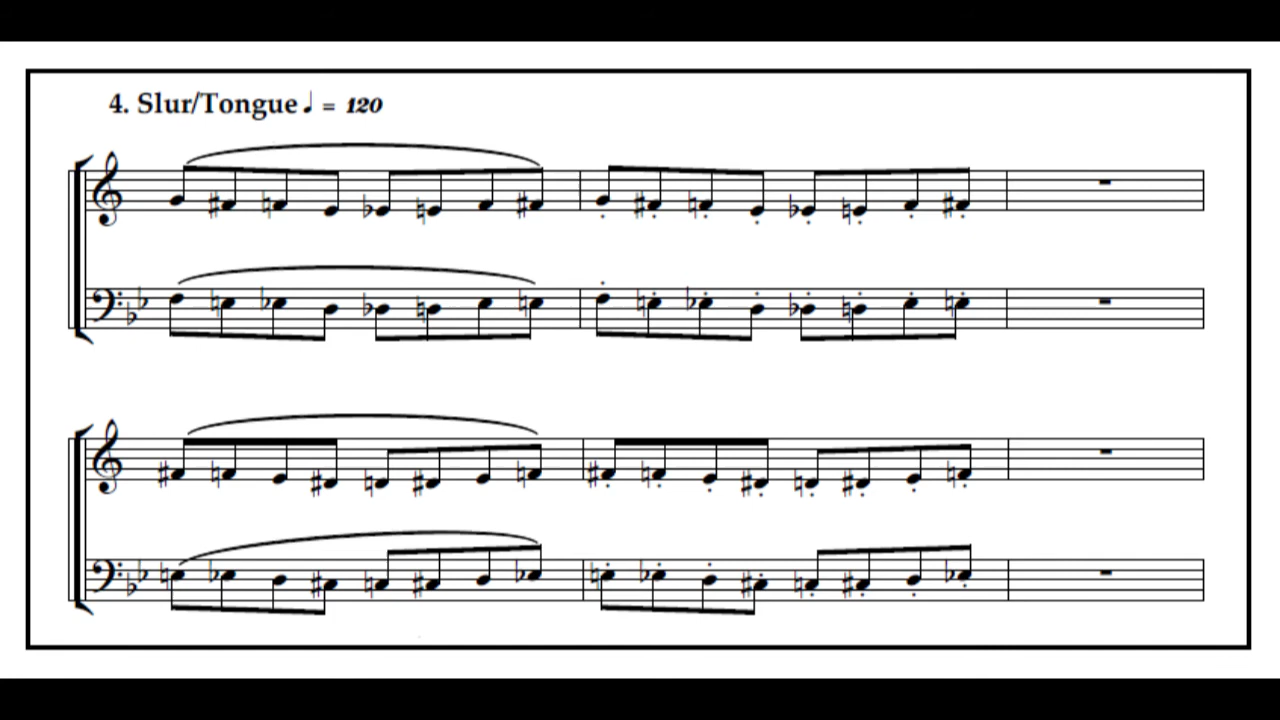 4. Slur/Tongue ♩ = 120